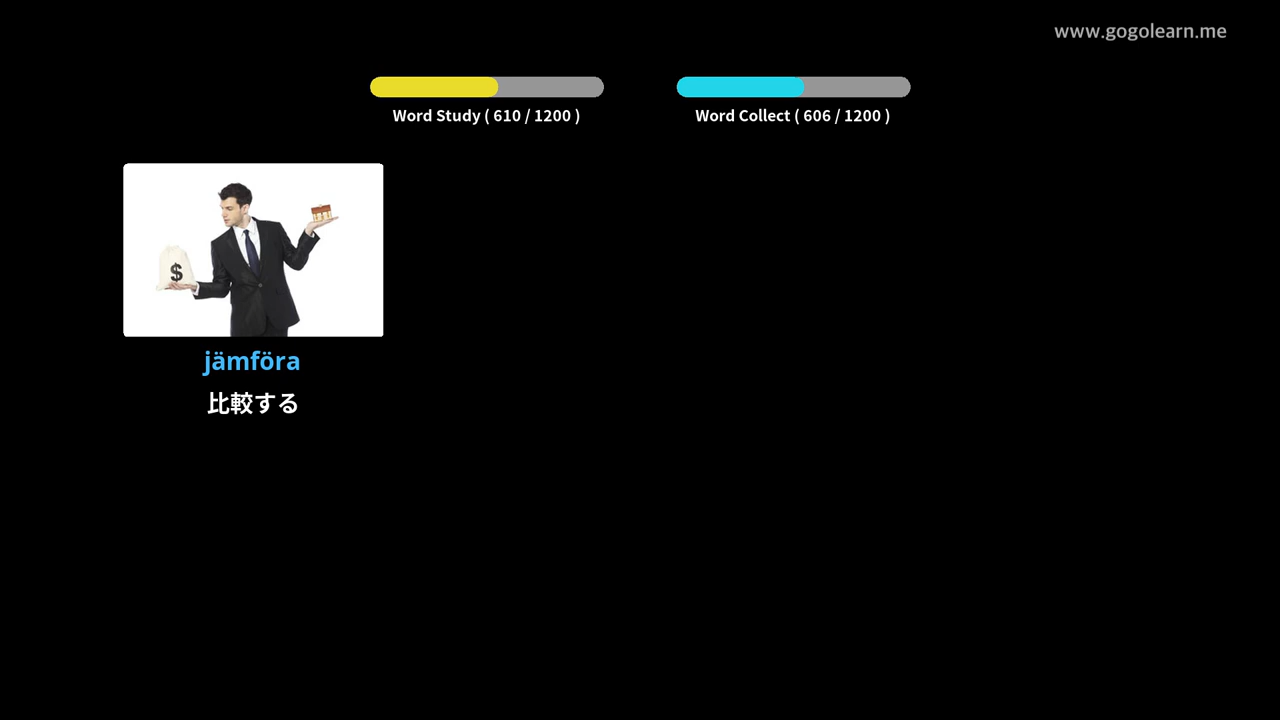 www.gogolearn.me
Word Study ( 610 / 1200 )
Word Collect ( 606 / 1200 )
$
jämföra
比較する